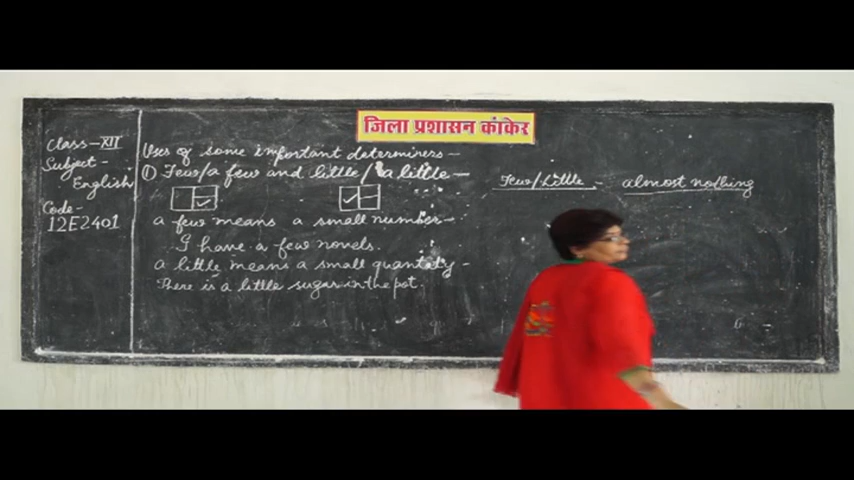 जिला प्रशासन कांकेर
Class-XII
Subject-
English
Code-
12E2401
Uses of some important determiners-
① Few/a few and little/a little-
a few means a small number-
I have a few novels.
a little means a small quantity-
There is a little sugar in the pot.
Few/Little - almost nothing